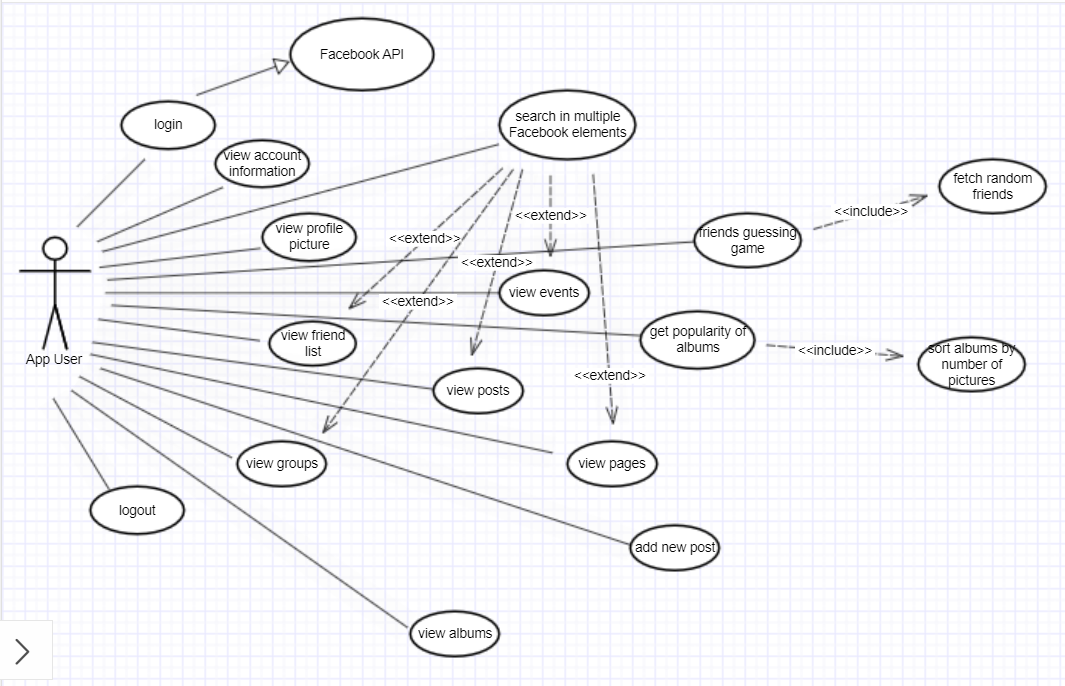 Facebook API
login
search in multiple
Facebook elements
view account
information
fetch random
friends
<<include>>
<<extend>>
view profile
picture
friends guessing
game
<<extend>>
<<extend>>
view events
<<extend>>
view friend
list
get popularity of
albums
<<include>>
sort albums by
number of
pictures
App User
<<extend>>
view posts
view groups
view pages
logout
add new post
view albums